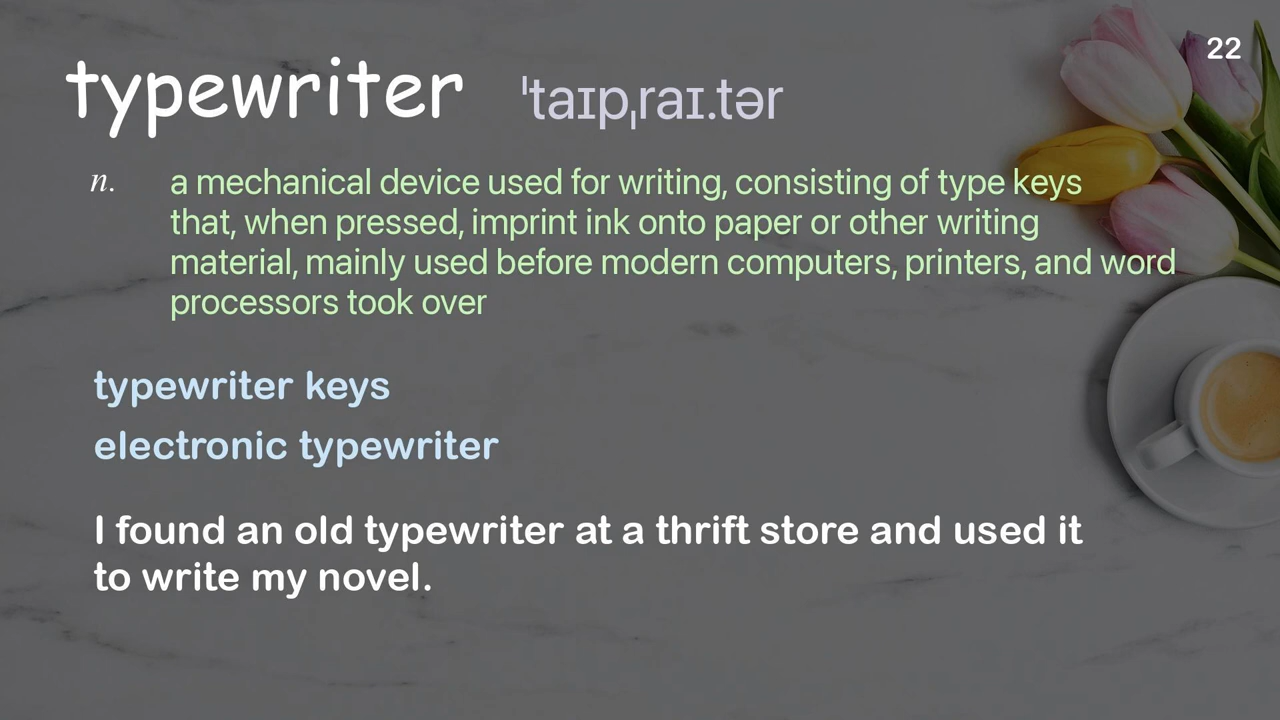 22
typewriter ˈtaɪpˌraɪ.tər
n. a mechanical device used for writing, consisting of type keys
that, when pressed, imprint ink onto paper or other writing
material, mainly used before modern computers, printers, and word
processors took over
typewriter keys
electronic typewriter
I found an old typewriter at a thrift store and used it
to write my novel.